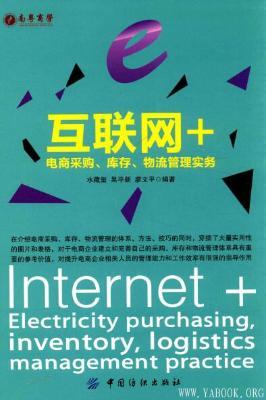 南粤商学
e
互联网+
电商采购、库存、物流管理实务
水藏玺 吴平新 廖文平◎编著
在介绍电商采购、库存、物流管理的体系、方法、技巧的同时,穿插了大量实用性
的图片和表格,对于电商企业建立和完善自己的采购、库存和物流管理体系具有重
要的参考价值,对提升电商企业相关人员的管理能力和工作效率有很强的指导作用
Internet +
Electricity purchasing,
inventory, logistics
management practice
中国纺织出版社
www.YABOOK.org